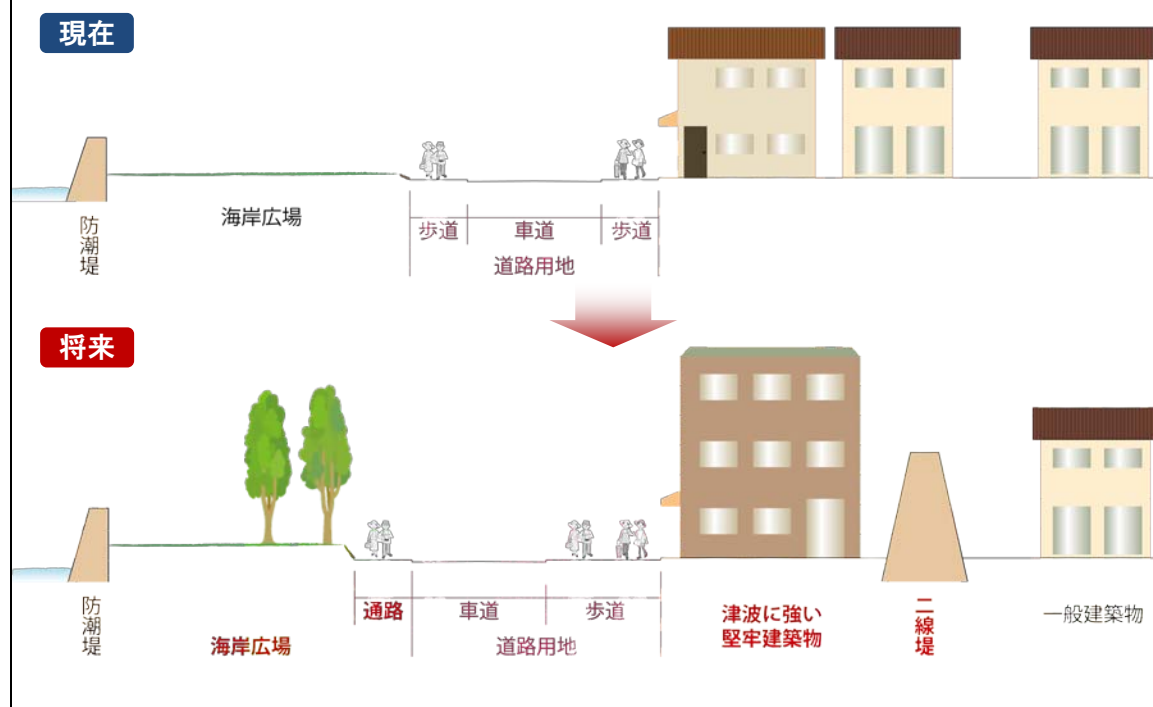 現在
防潮堤
海岸広場
歩道
車道
歩道
道路用地
将来
防潮堤
海岸広場
通路
車道
歩道
道路用地
津波に強い
堅牢建築物
二線堤
一般建築物